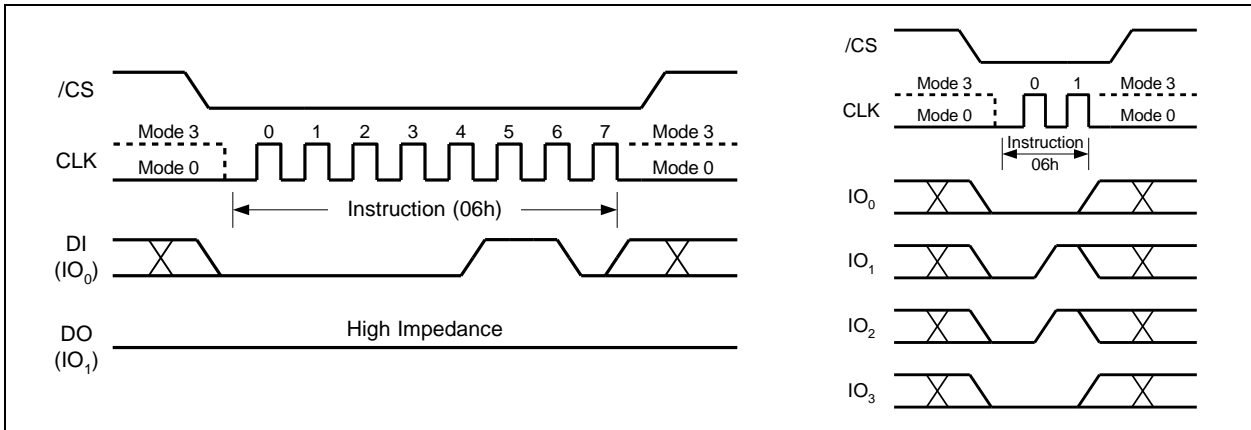 /CS
Mode 3 0 1 2 3 4 5 6 7 Mode 3
CLK
Mode 0 Mode 0
Instruction (06h)
DI
(IO0)
High Impedance
DO
(IO1)
/CS
Mode 3 0 1 Mode 3
CLK
Mode 0 Mode 0
Instruction
06h
IO0
IO1
IO2
IO3